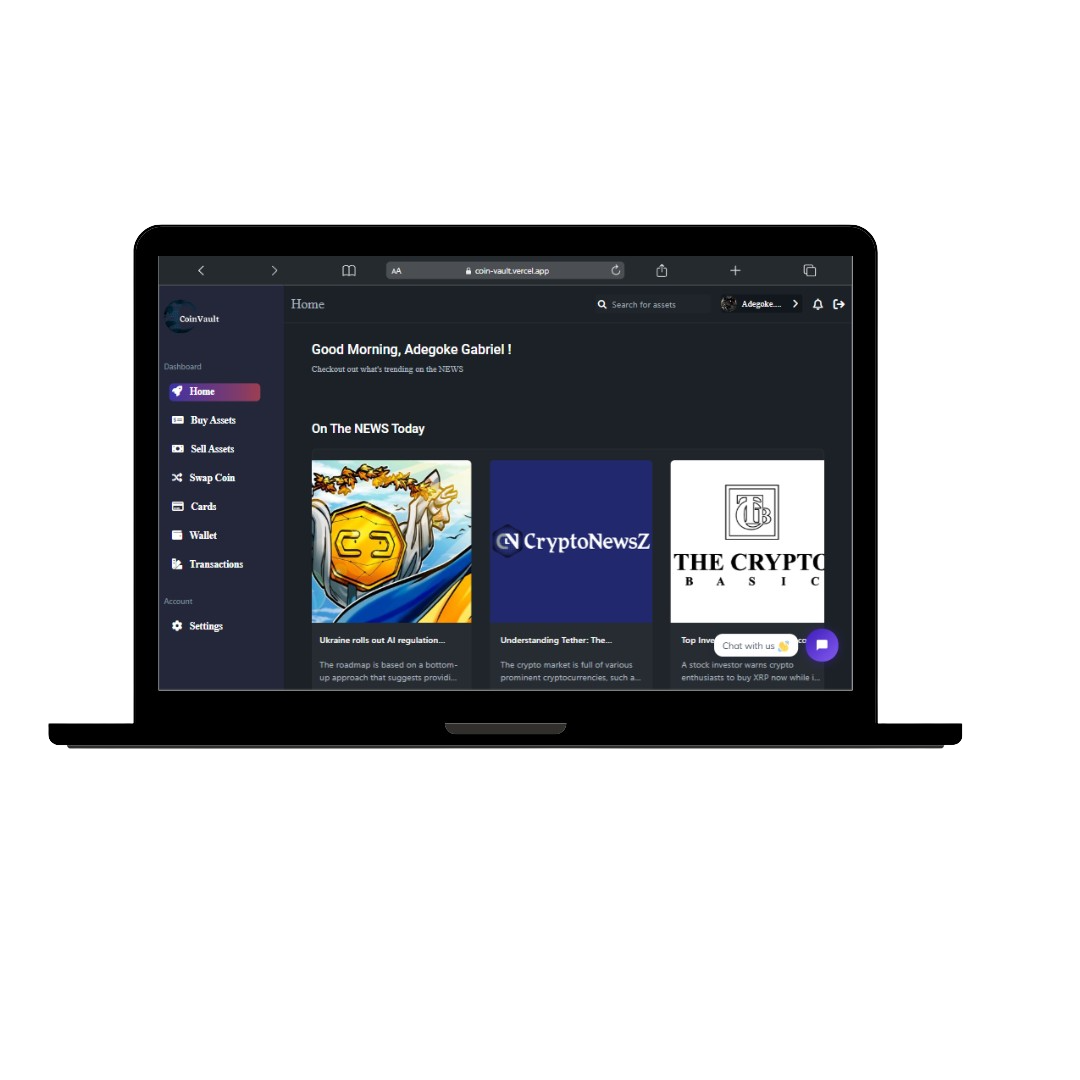 AA
coin-vault.vercel.app
CoinVault
Home
Search for assets
Adegoke....
Dashboard
Home
Buy Assets
Sell Assets
Swap Coin
Cards
Wallet
Transactions
Account
Settings
Good Morning, Adegoke Gabriel !
Checkout out what's trending on the NEWS
On The NEWS Today
CryptoNewsZ
TCB
THE CRYPTO
BASIC
Ukraine rolls out AI regulation...
The roadmap is based on a bottom-
up approach that suggests providi...
Understanding Tether: The...
The crypto market is full of various
prominent cryptocurrencies, such a...
Top
A stock investor warns crypto
enthusiasts to buy XRP now while i...
Chat with us 👋